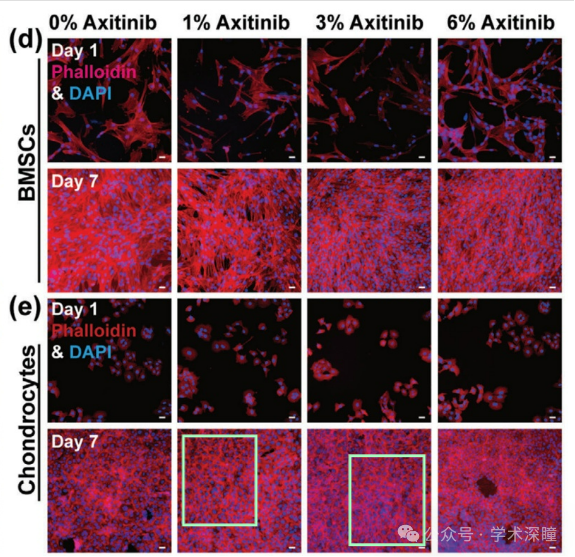 0% Axitinib 1% Axitinib 3% Axitinib 6% Axitinib
(d)
BMSCs
Day 1
Phalloidin
& DAPI
Day 7
(e)
Chondrocytes
Day 1
Phalloidin
& DAPI
Day 7
公众号 · 学术深瞳